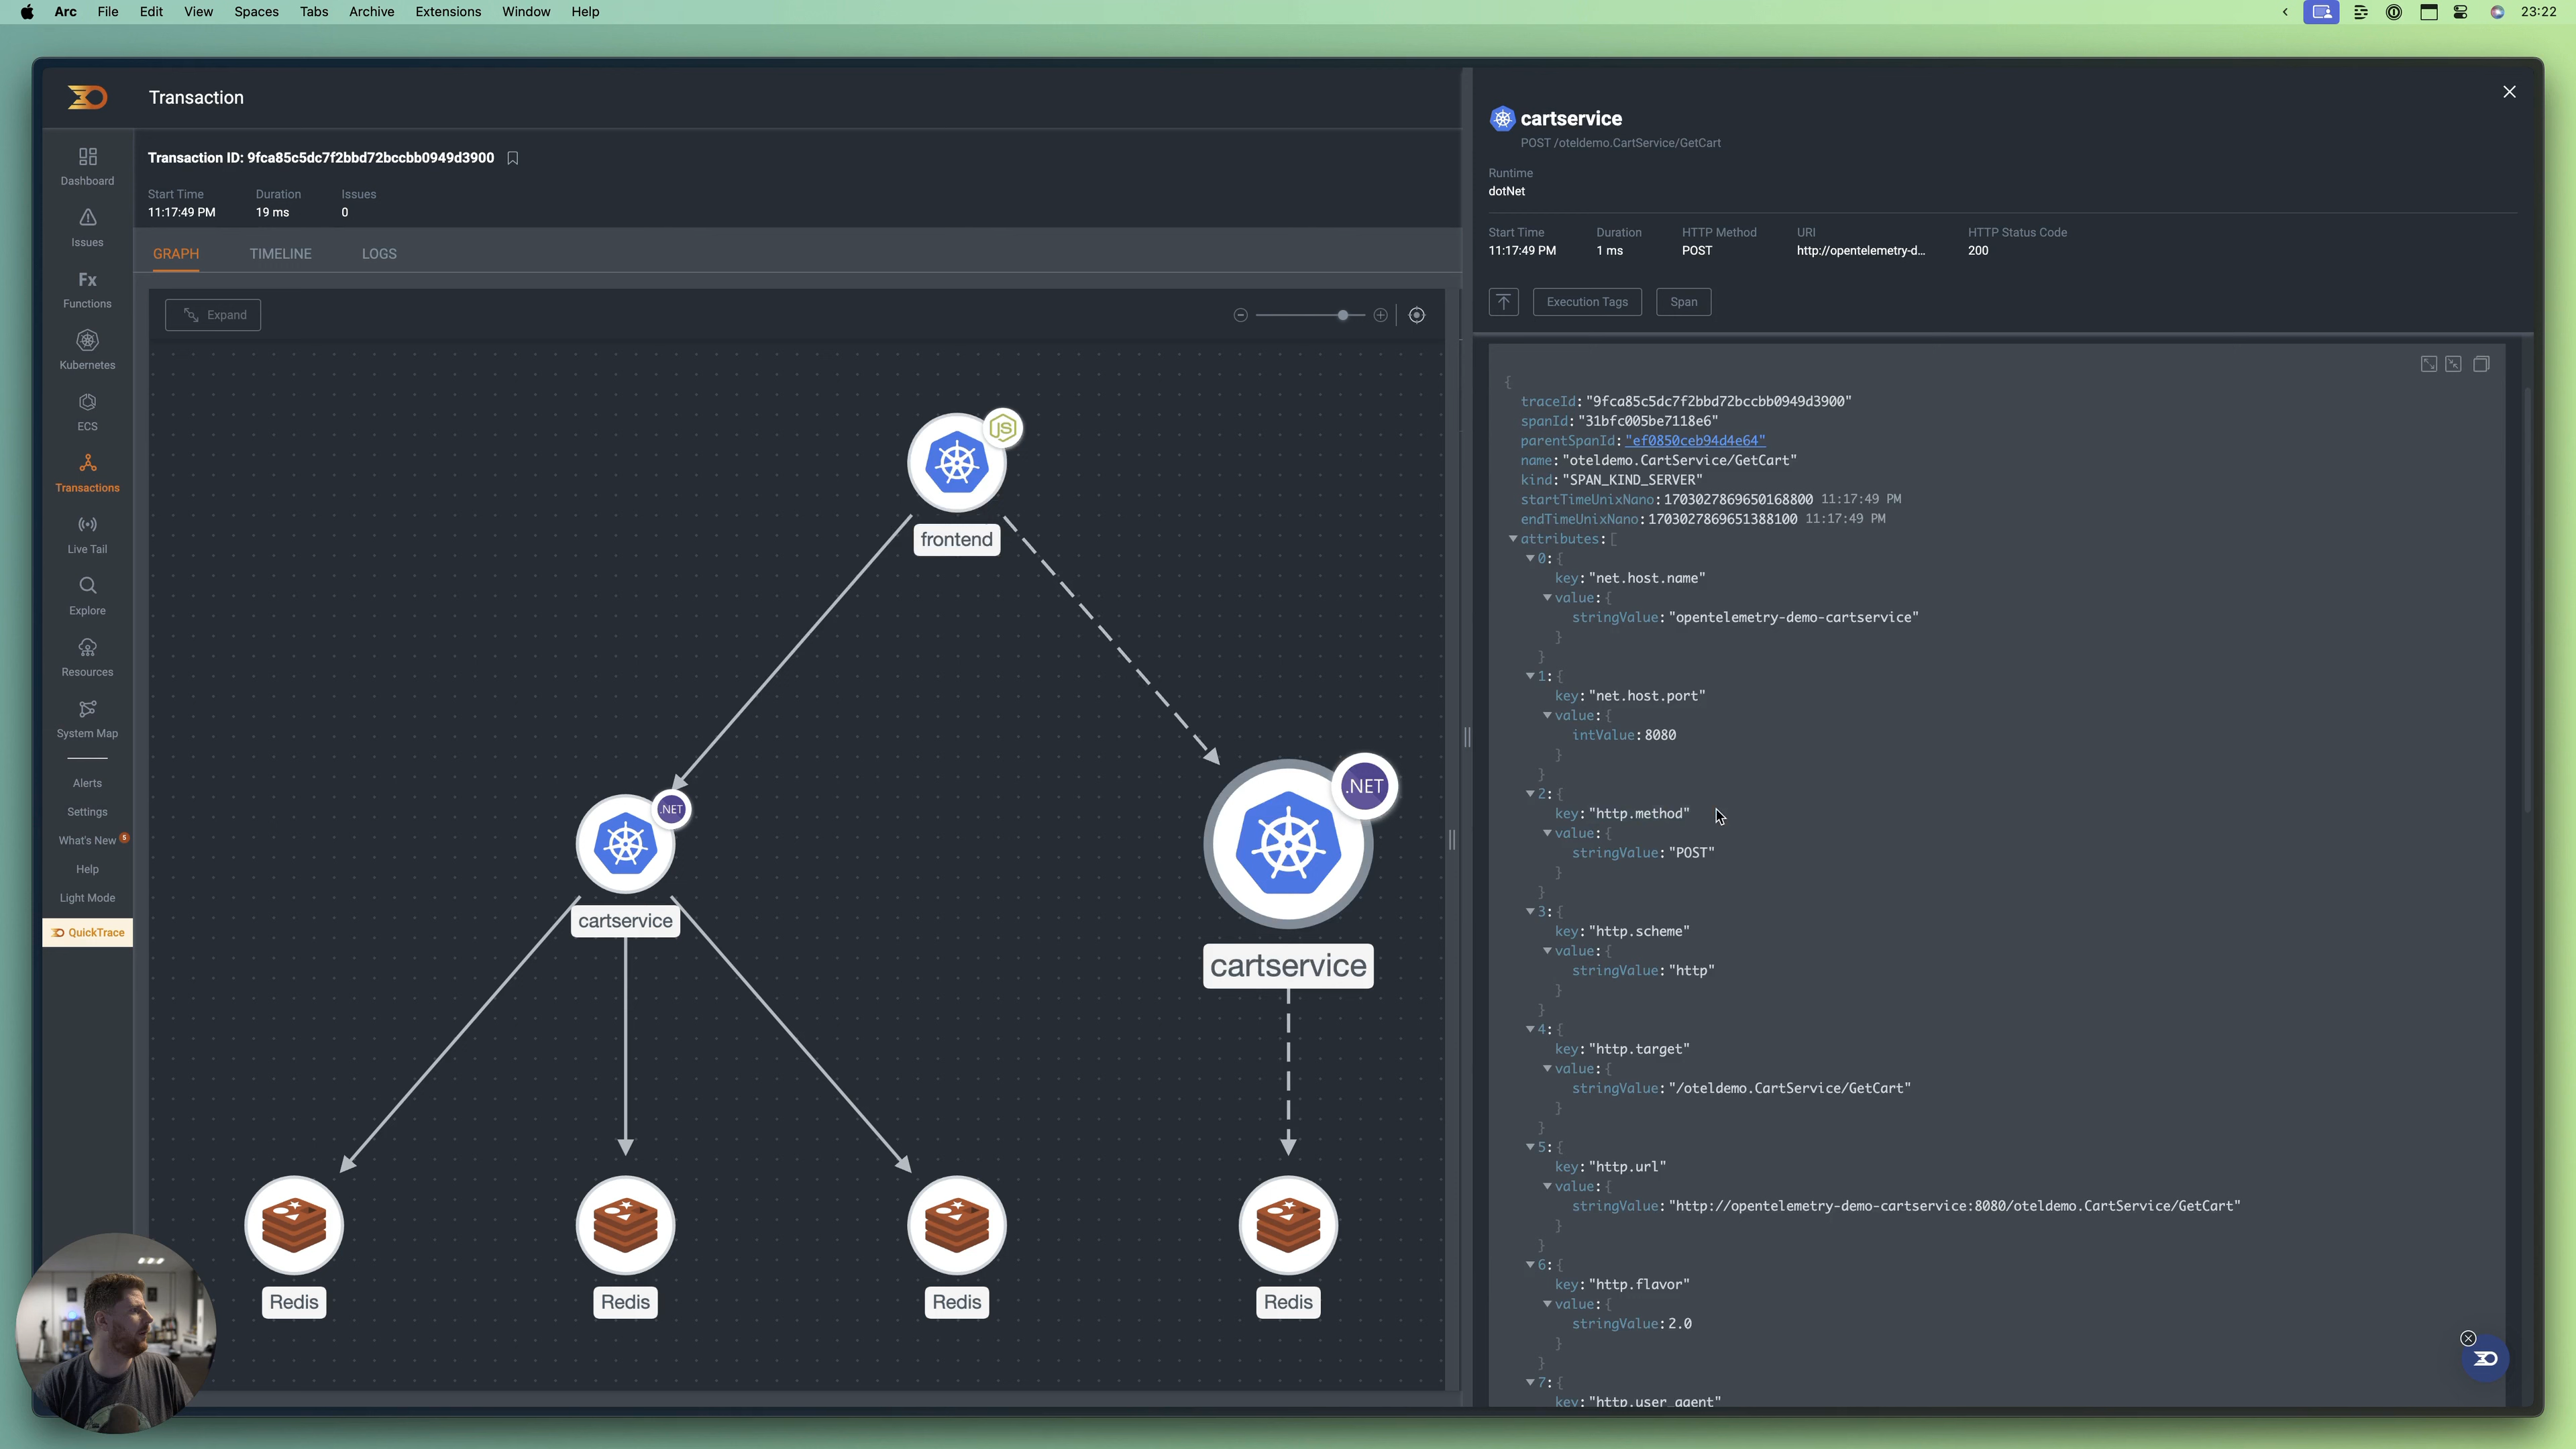 Arc File Edit View Spaces Tabs Archive Extensions Window Help
23:22
Transaction
Transaction ID: 9fca85c5dc7f2bbd72bccbb0949d3900
Start Time Duration Issues
11:17:49 PM 19 ms 0
GRAPH TIMELINE LOGS
Expand
Dashboard
Issues
Fx
Functions
Kubernetes
ECS
Transactions
Live Tail
Explore
Resources
System Map
Alerts
Settings
What's New 5
Help
Light Mode
QuickTrace
JS
frontend
.NET
cartservice
.NET
cartservice
Redis
Redis
Redis
Redis
cartservice
POST /oteldemo.CartService/GetCart
Runtime
dotNet
Start Time Duration HTTP Method URI HTTP Status Code
11:17:49 PM 1 ms POST http://opentelemetry-d... 200
Execution Tags Span
{
traceId:"9fca85c5dc7f2bbd72bccbb0949d3900"
spanId:"31bfc005be7118e6"
parentSpanId:"ef0850ceb94d4e64"
name:"oteldemo.CartService/GetCart"
kind:"SPAN_KIND_SERVER"
startTimeUnixNano:1703027869650168800 11:17:49 PM
endTimeUnixNano:1703027869651388100 11:17:49 PM
attributes:[
0:{
key:"net.host.name"
value:{
stringValue:"opentelemetry-demo-cartservice"
}
}
1:{
key:"net.host.port"
value:{
intValue:8080
}
}
2:{
key:"http.method"
value:{
stringValue:"POST"
}
}
3:{
key:"http.scheme"
value:{
stringValue:"http"
}
}
4:{
key:"http.target"
value:{
stringValue:"/oteldemo.CartService/GetCart"
}
}
5:{
key:"http.url"
value:{
stringValue:"http://opentelemetry-demo-cartservice:8080/oteldemo.CartService/GetCart"
}
}
6:{
key:"http.flavor"
value:{
stringValue:2.0
}
}
7:{
key:"http.user_agent"